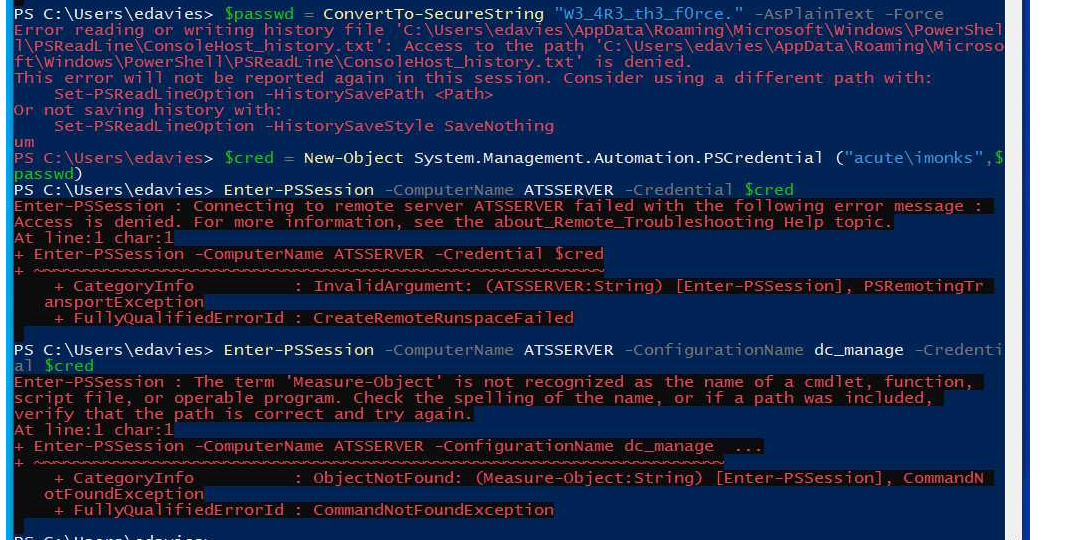 PS C:\Users\edavies> $passwd = ConvertTo-SecureString "W3_4R3_th3_f0rce." -AsPlainText -Force
Error reading or writing history file 'C:\Users\edavies\AppData\Roaming\Microsoft\Windows\PowerShel
l\PSReadLine\ConsoleHost_history.txt': Access to the path 'C:\Users\edavies\AppData\Roaming\Microso
ft\Windows\PowerShell\PSReadLine\ConsoleHost_history.txt' is denied.
This error will not be reported again in this session. Consider using a different path with:
    Set-PSReadLineOption -HistorySavePath <Path>
Or not saving history with:
    Set-PSReadLineOption -HistorySaveStyle SaveNothing
um
PS C:\Users\edavies> $cred = New-Object System.Management.Automation.PSCredential ("acute\imonks",$
passwd)
PS C:\Users\edavies> Enter-PSSession -ComputerName ATSSERVER -Credential $cred
Enter-PSSession : Connecting to remote server ATSSERVER failed with the following error message :
Access is denied. For more information, see the about_Remote_Troubleshooting Help topic.
At line:1 char:1
+ Enter-PSSession -ComputerName ATSSERVER -Credential $cred
+ ~~~~~~~~~~~~~~~~~~~~~~~~~~~~~~~~~~~~~~~~~~~~~~~~~~~~~~~~~
    + CategoryInfo          : InvalidArgument: (ATSSERVER:String) [Enter-PSSession], PSRemotingTr
   ansportException
    + FullyQualifiedErrorId : CreateRemoteRunspaceFailed
PS C:\Users\edavies> Enter-PSSession -ComputerName ATSSERVER -ConfigurationName dc_manage -Credenti
al $cred
Enter-PSSession : The term 'Measure-Object' is not recognized as the name of a cmdlet, function,
script file, or operable program. Check the spelling of the name, or if a path was included,
verify that the path is correct and try again.
At line:1 char:1
+ Enter-PSSession -ComputerName ATSSERVER -ConfigurationName dc_manage  ...
+ ~~~~~~~~~~~~~~~~~~~~~~~~~~~~~~~~~~~~~~~~~~~~~~~~~~~~~~~~~~~~~~~~~~~~~
    + CategoryInfo          : ObjectNotFound: (Measure-Object:String) [Enter-PSSession], CommandN
   otFoundException
    + FullyQualifiedErrorId : CommandNotFoundException
PS C:\Users\edavies>